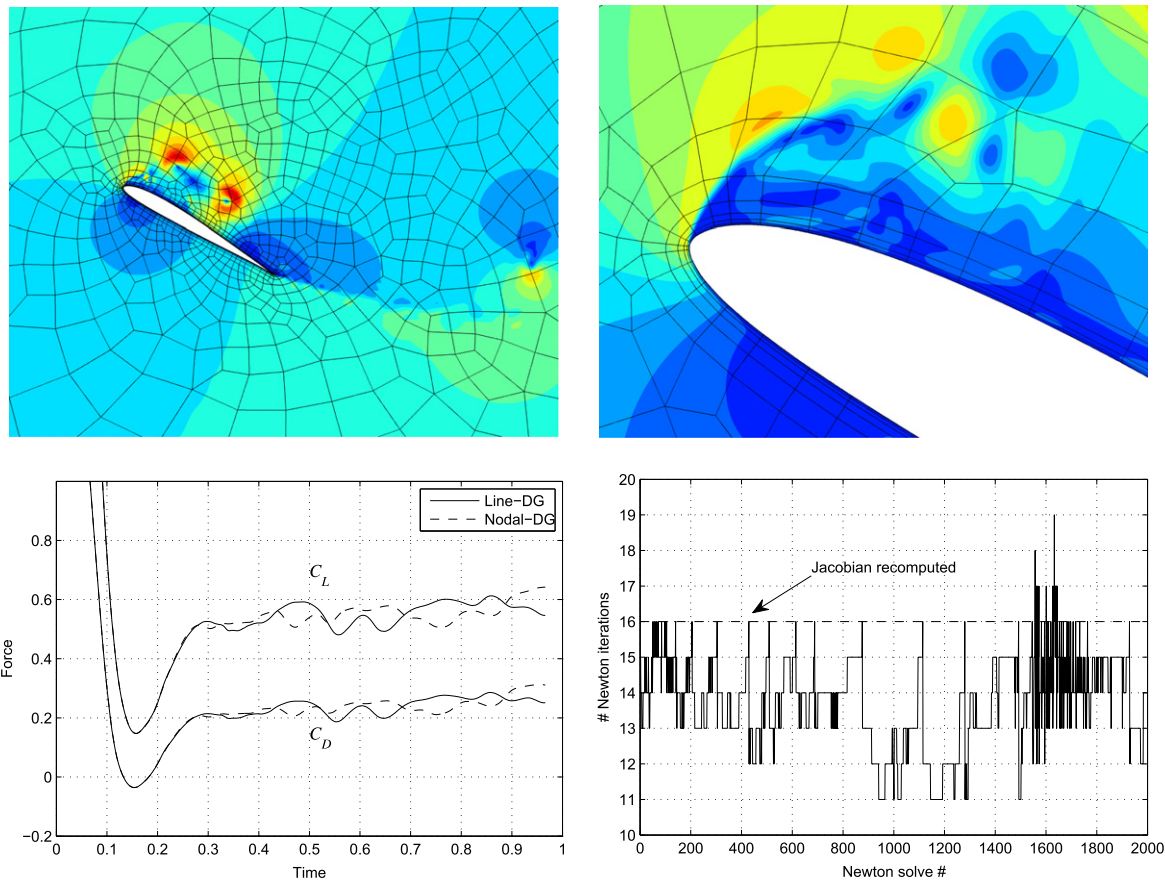 Line-DG
Nodal-DG
C_L
C_D
Force
0.8
0.6
0.4
0.2
0
−0.2
0 0.1 0.2 0.3 0.4 0.5 0.6 0.7 0.8 0.9 1
Time
20
19
18
17
16
15
14
13
12
11
10
# Newton iterations
Jacobian recomputed
0 200 400 600 800 1000 1200 1400 1600 1800 2000
Newton solve #